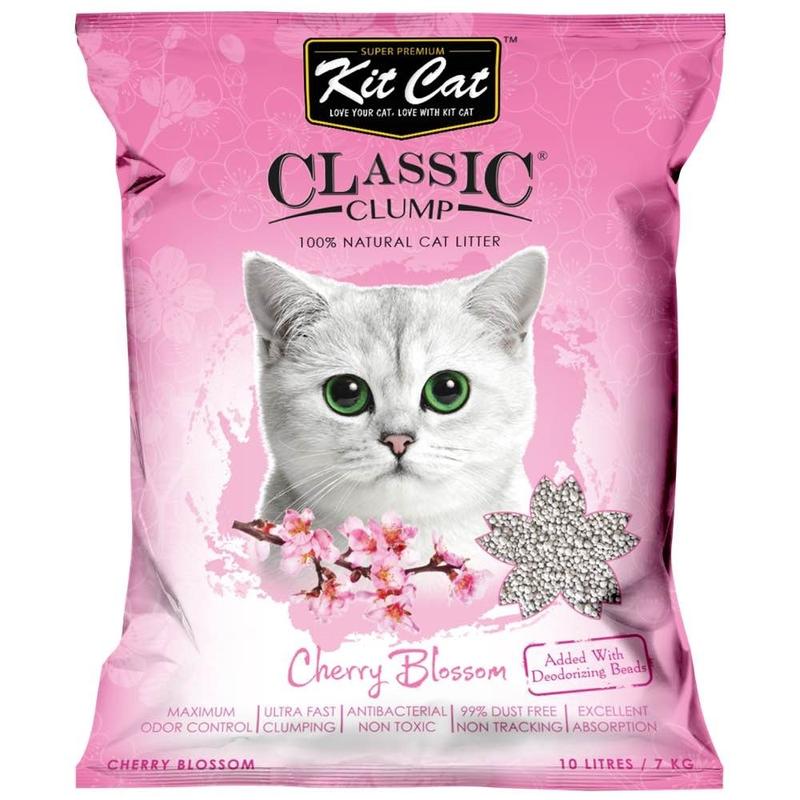 SUPER PREMIUM
Kit Cat™
LOVE YOUR CAT, LOVE WITH KIT CAT
CLASSIC®
CLUMP
100% NATURAL CAT LITTER
Cherry Blossom
Added With
Deodorizing Beads
MAXIMUM ODOR CONTROL
ULTRA FAST CLUMPING
ANTIBACTERIAL NON TOXIC
99% DUST FREE NON TRACKING
EXCELLENT ABSORPTION
CHERRY BLOSSOM
10 LITRES / 7 KG